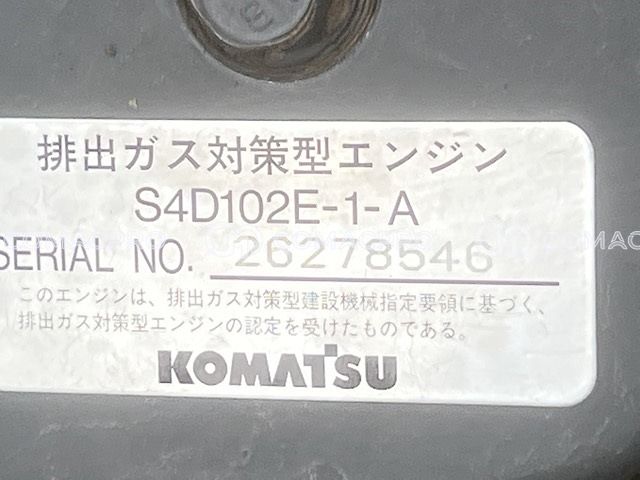 排出ガス対策型エンジン
S4D102E-1-A
SERIAL NO. 26278546
このエンジンは、排出ガス対策型建設機械指定要領に基づく、
排出ガス対策型エンジンの認定を受けたものである。
KOMATSU